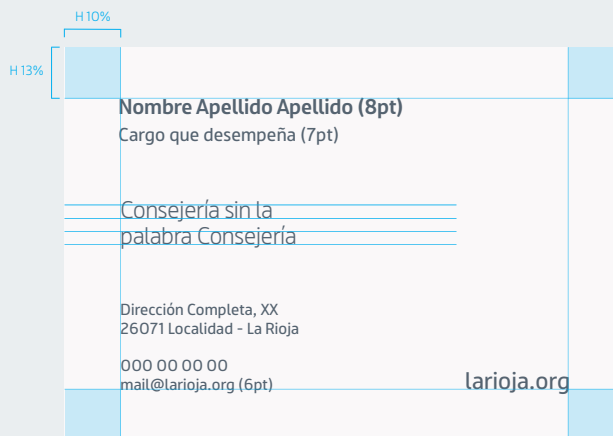 H 10%
H 13%
Nombre Apellido Apellido (8pt)
Cargo que desempeña (7pt)
Consejería sin la
palabra Consejería
Dirección Completa, XX
26071 Localidad - La Rioja
000 00 00 00
mail@larioja.org (6pt)
larioja.org